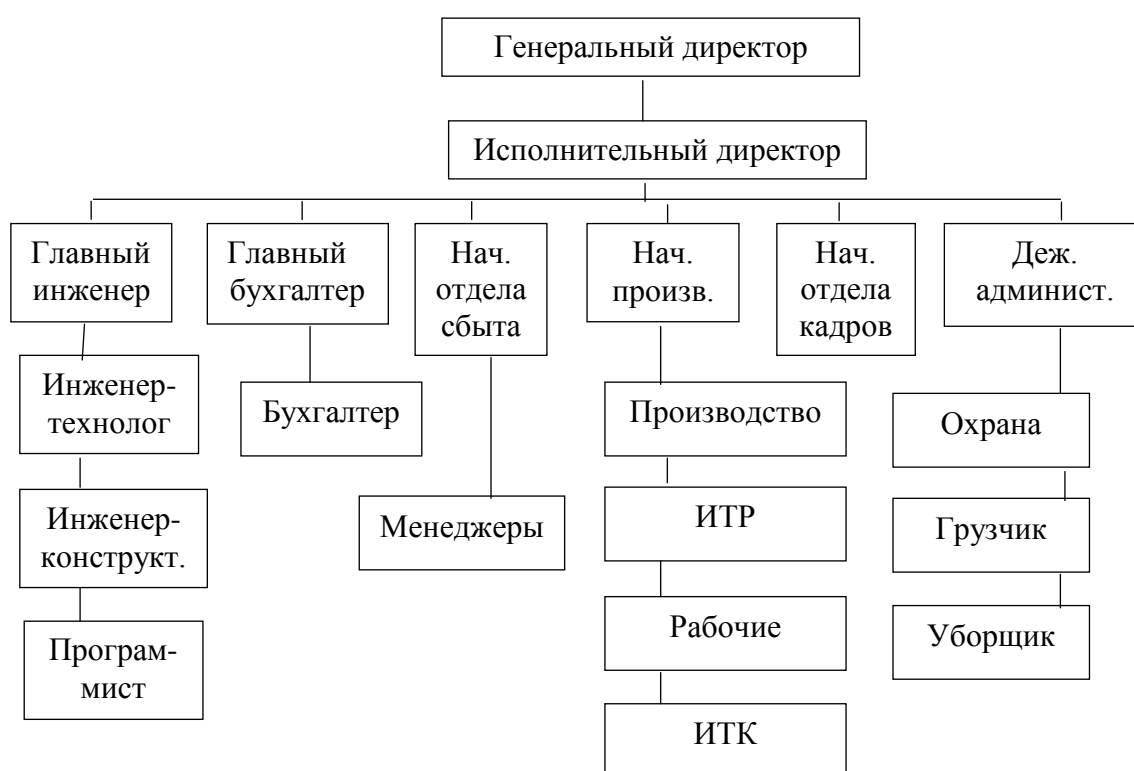 Генеральный директор
Исполнительный директор
Главный
инженер
Главный
бухгалтер
Нач.
отдела
сбыта
Нач.
произв.
Нач.
отдела
кадров
Деж.
админист.
Инженер-
технолог
Бухгалтер
Производство
Охрана
Инженер-
конструкт.
Менеджеры
ИТР
Грузчик
Програм-
мист
Рабочие
Уборщик
ИТК